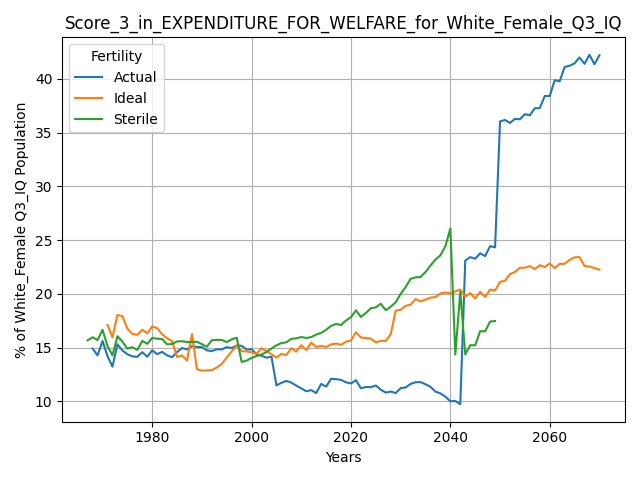 Score_3_in_EXPENDITURE_FOR_WELFARE_for_White_Female_Q3_IQ
Fertility
Actual
Ideal
Sterile
% of White_Female Q3_IQ Population
40
35
30
25
20
15
10
1980
2000
2020
2040
2060
Years